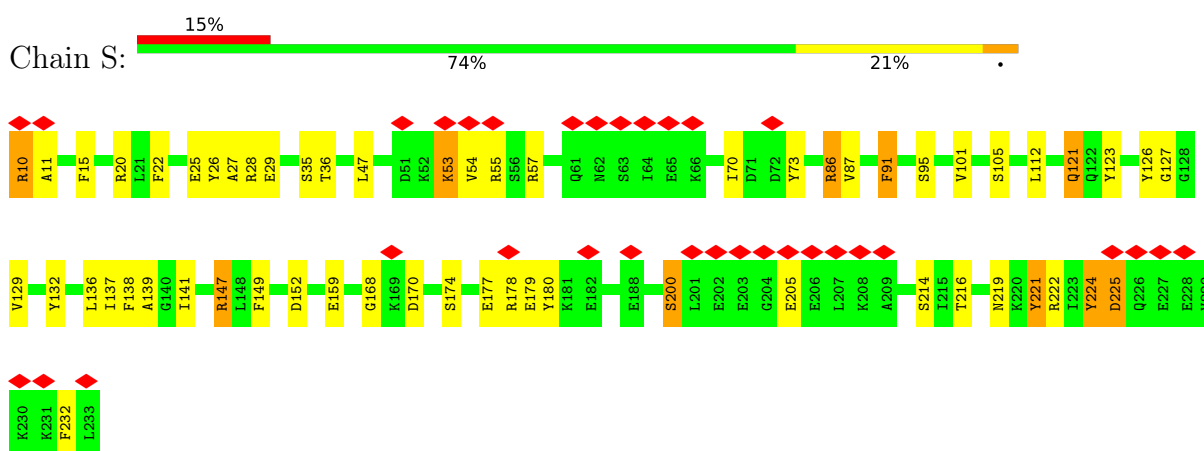 15%
Chain S:
74% 21% •
R10 A11 F15 R20 L21 F22 E25 Y26 A27 R28 E29 S35 T36 L47 D51 K52 K53 V54 R55 S56 R57 Q61 N62 S63 I64 E65 K66 I70 D71 D72 Y73 R86 V87 F91 S95 V101 S105 L112 Q121 Q122 Y123 Y126 G127 G128
V129 Y132 L136 I137 F138 A139 G140 I141 R147 L148 F149 D152 E159 G168 K169 D170 S174 E177 R178 E179 Y180 K181 E182 E188 S200 L201 E202 E203 G204 E205 E206 L207 K208 A209 S214 I215 T216 N219 K220 Y221 R222 I223 Y224 D225 Q226 E227 E228
K230 K231 F232 L233